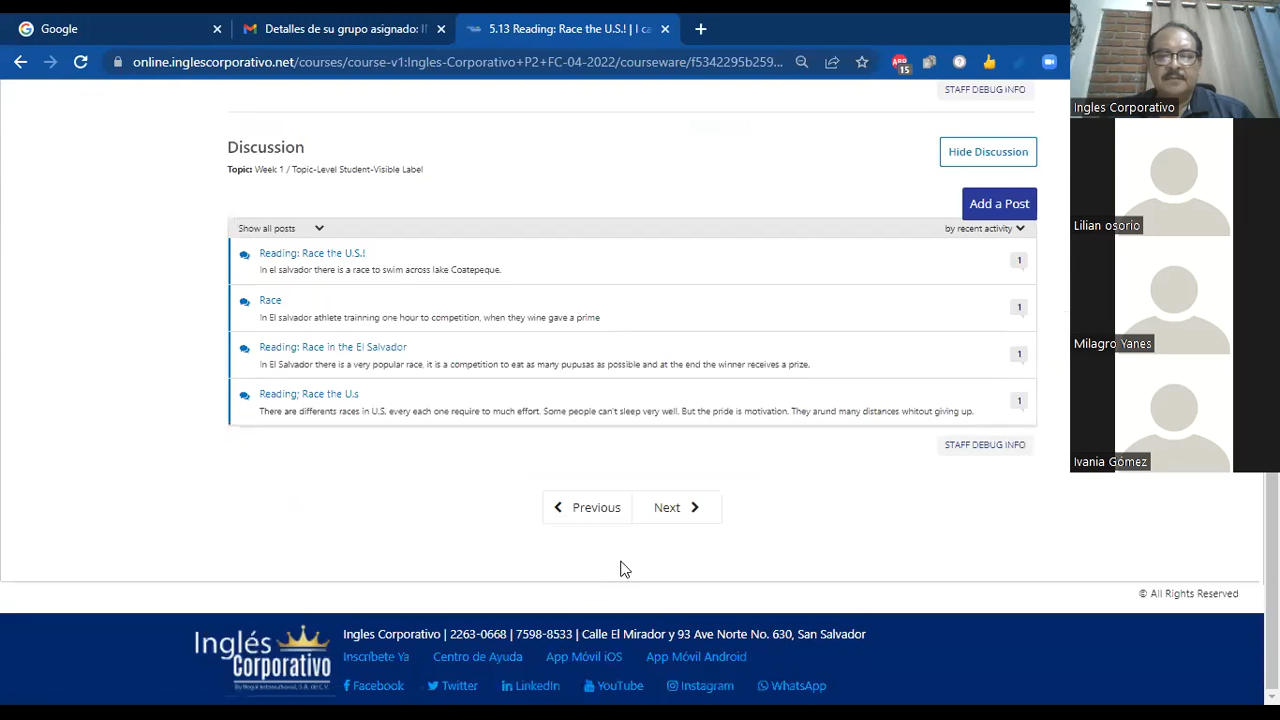 Google
Detalles de su grupo asignado: I
5.13 Reading: Race the U.S.! | I ca
online.inglescorporativo.net/courses/course-v1:Ingles-Corporativo+P2+FC-04-2022/courseware/f5342295b259...
15
STAFF DEBUG INFO
Ingles Corporativo
Discussion
Hide Discussion
Topic: Week 1 / Topic-Level Student-Visible Label
Add a Post
Show all posts
by recent activity
Lilian osorio
Reading: Race the U.S.!
1
In el salvador there is a race to swim across lake Coatepeque.
Race
1
In El salvador athlete trainning one hour to competition, when they wine gave a prime
Reading: Race in the El Salvador
1
In El Salvador there is a very popular race, it is a competition to eat as many pupusas as possible and at the end the winner receives a prize.
Milagro Yanes
Reading; Race the U.s
1
There are differents races in U.S. every each one require to much effort. Some people can't sleep very well. But the pride is motivation. They arund many distances whitout giving up.
STAFF DEBUG INFO
Ivania Gómez
Previous
Next
© All Rights Reserved
Inglés Corporativo
Ingles Corporativo | 2263-0668 | 7598-8533 | Calle El Mirador y 93 Ave Norte No. 630, San Salvador
Inscríbete Ya Centro de Ayuda App Móvil iOS App Móvil Android
Facebook Twitter LinkedIn YouTube Instagram WhatsApp